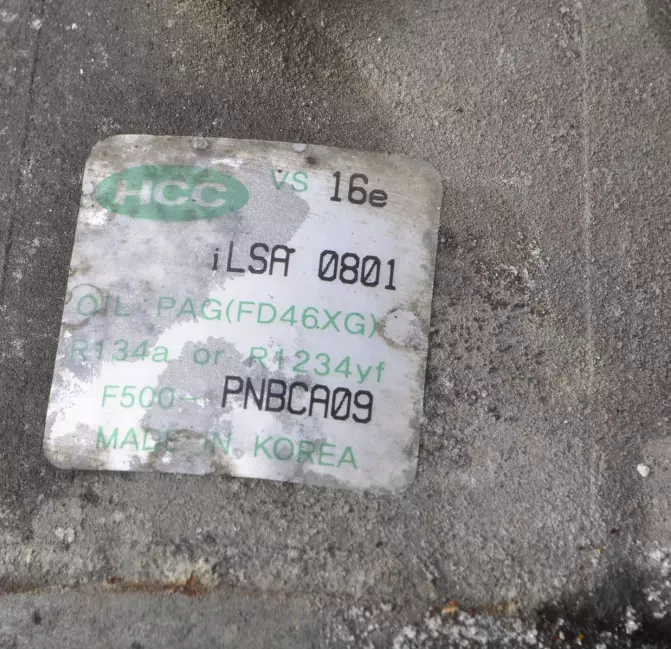 HCC VS 16e
iLSA 0801
OIL PAG(FD46XG)
R134a or R1234yf
F500- PNBCA09
MADE IN KOREA